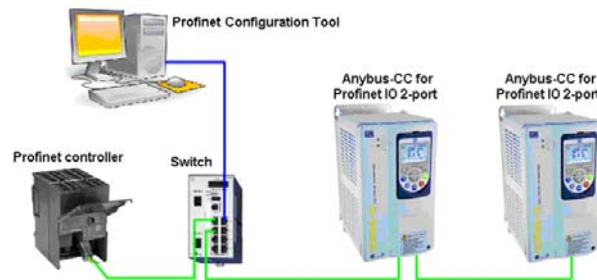 Profinet Configuration Tool
Anybus-CC for
Profinet IO 2-port
Anybus-CC for
Profinet IO 2-port
Profinet controller
Switch